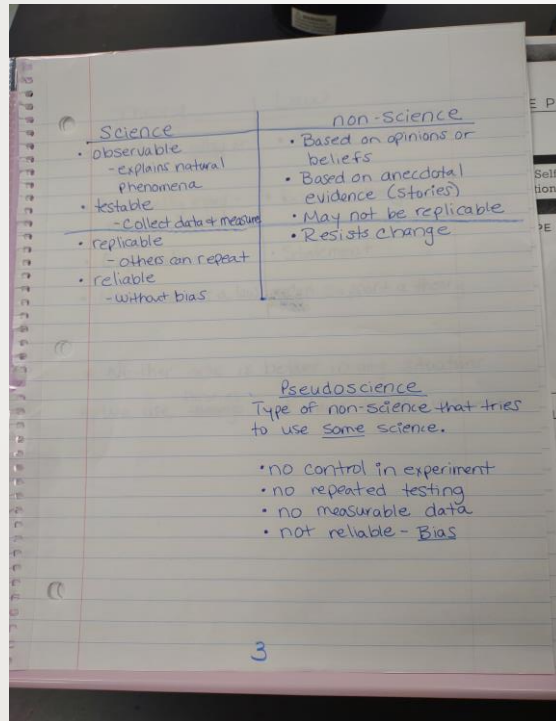 Science
• observable
-explains natural
phenomena
• testable
-Collect data & measure
• replicable
-others can repeat
• reliable
-without bias
non-science
• Based on opinions or
beliefs
• Based on anecdotal
evidence (stories)
• May not be replicable
• Resists change
Pseudoscience
Type of non-science that tries
to use some science.
• no control in experiment
• no repeated testing
• no measurable data
• not reliable - Bias
3
E P
Self
tion
PE